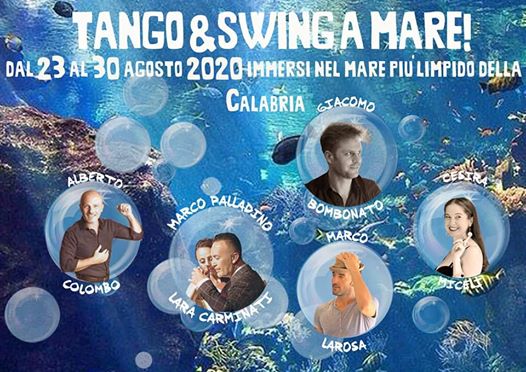 TANGO & SWING A MARE!
DAL 23 AL 30 AGOSTO 2020 IMMERSI NEL MARE PIU' LIMPIDO DELLA
CALABRIA
GIACOMO
BOMBONATO
ALBERTO
COLOMBO
MARCO PALLADINO
LARA CARMINATI
MARCO
LAROSA
CESIRA
MICELI